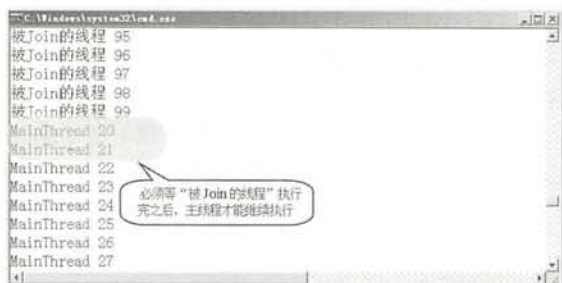 C:\Windows\system32\cmd.exe
被Join的线程 95
被Join的线程 96
被Join的线程 97
被Join的线程 98
被Join的线程 99
MainThread 20
MainThread 21
MainThread 22
MainThread 23
MainThread 24
MainThread 25
MainThread 26
MainThread 27
必须等“被Join的线程”执行
完之后，主线程才能继续执行